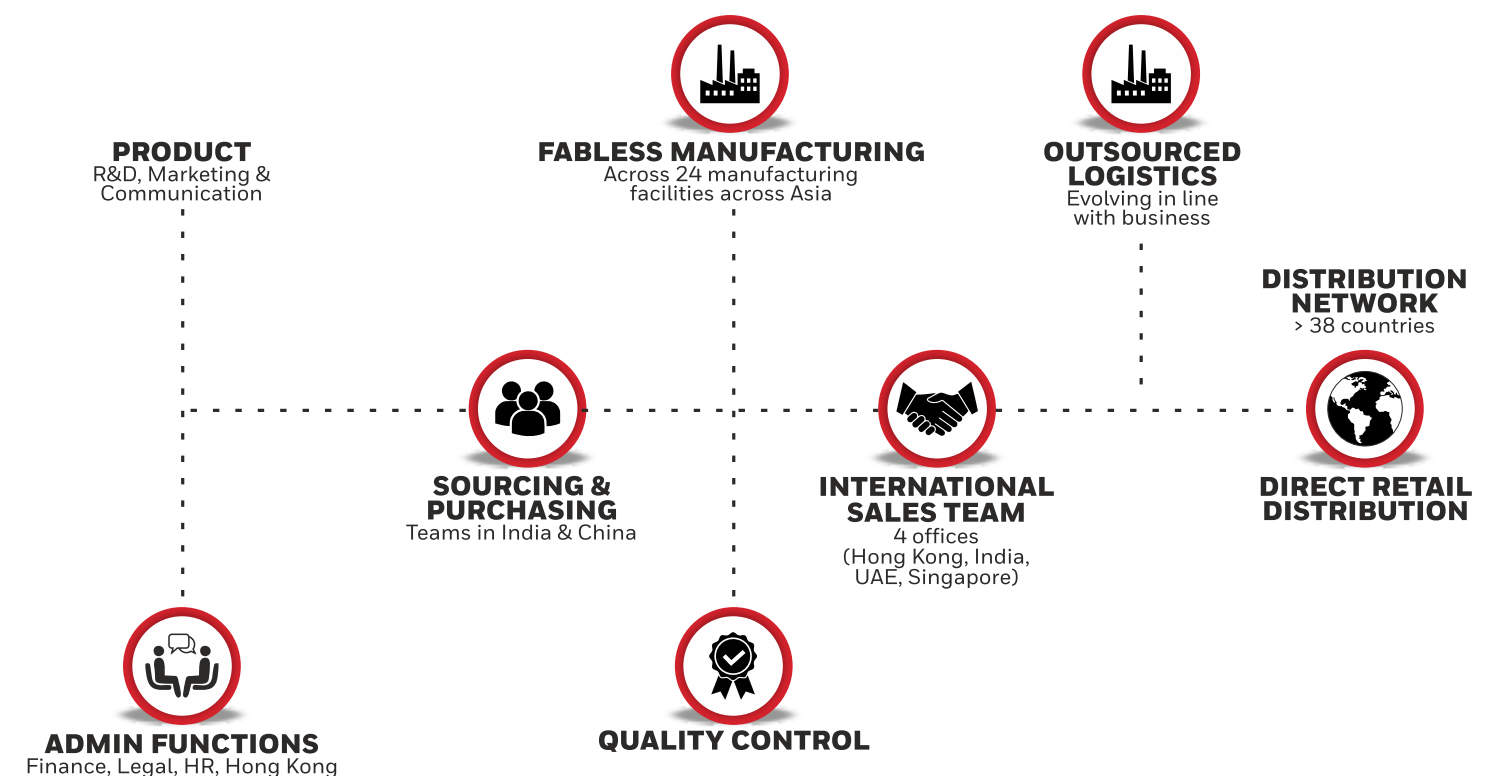 PRODUCT
R&D, Marketing &
Communication
FABLESS MANUFACTURING
Across 24 manufacturing
facilities across Asia
OUTSOURCED
LOGISTICS
Evolving in line
with business
DISTRIBUTION
NETWORK
> 38 countries
SOURCING &
PURCHASING
Teams in India & China
INTERNATIONAL
SALES TEAM
4 offices
(Hong Kong, India,
UAE, Singapore)
DIRECT RETAIL
DISTRIBUTION
ADMIN FUNCTIONS
Finance, Legal, HR, Hong Kong
QUALITY CONTROL